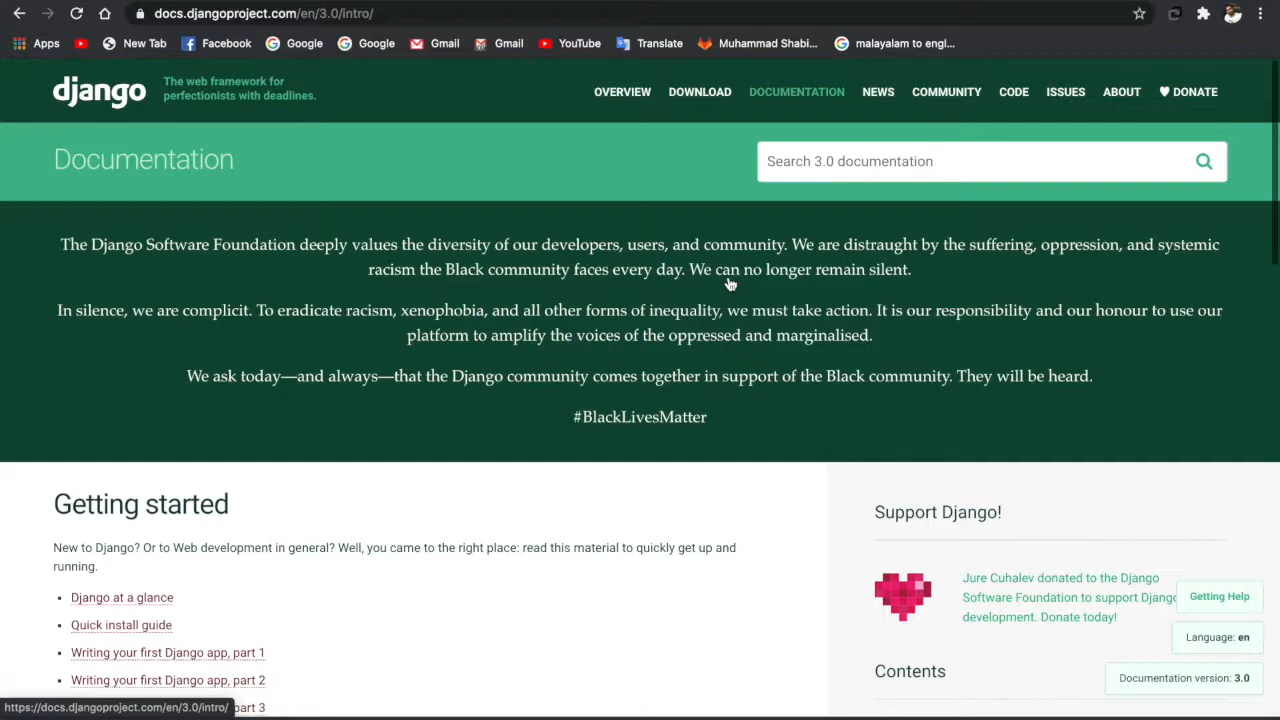 docs.djangoproject.com/en/3.0/intro/
Apps New Tab Facebook Google Google Gmail Gmail YouTube Translate Muhammad Shabi... malayalam to engl...
django
The web framework for
perfectionists with deadlines.
OVERVIEW DOWNLOAD DOCUMENTATION NEWS COMMUNITY CODE ISSUES ABOUT ♥ DONATE
Documentation
Search 3.0 documentation
The Django Software Foundation deeply values the diversity of our developers, users, and community. We are distraught by the suffering, oppression, and systemic
racism the Black community faces every day. We can no longer remain silent.
In silence, we are complicit. To eradicate racism, xenophobia, and all other forms of inequality, we must take action. It is our responsibility and our honour to use our
platform to amplify the voices of the oppressed and marginalised.
We ask today—and always—that the Django community comes together in support of the Black community. They will be heard.
#BlackLivesMatter
Getting started
New to Django? Or to Web development in general? Well, you came to the right place: read this material to quickly get up and
running.
• Django at a glance
• Quick install guide
• Writing your first Django app, part 1
• Writing your first Django app, part 2
part 3
Support Django!
Jure Cuhalev donated to the Django
Software Foundation to support Django
development. Donate today!
Contents
Getting Help
Language: en
Documentation version: 3.0
https://docs.djangoproject.com/en/3.0/intro/